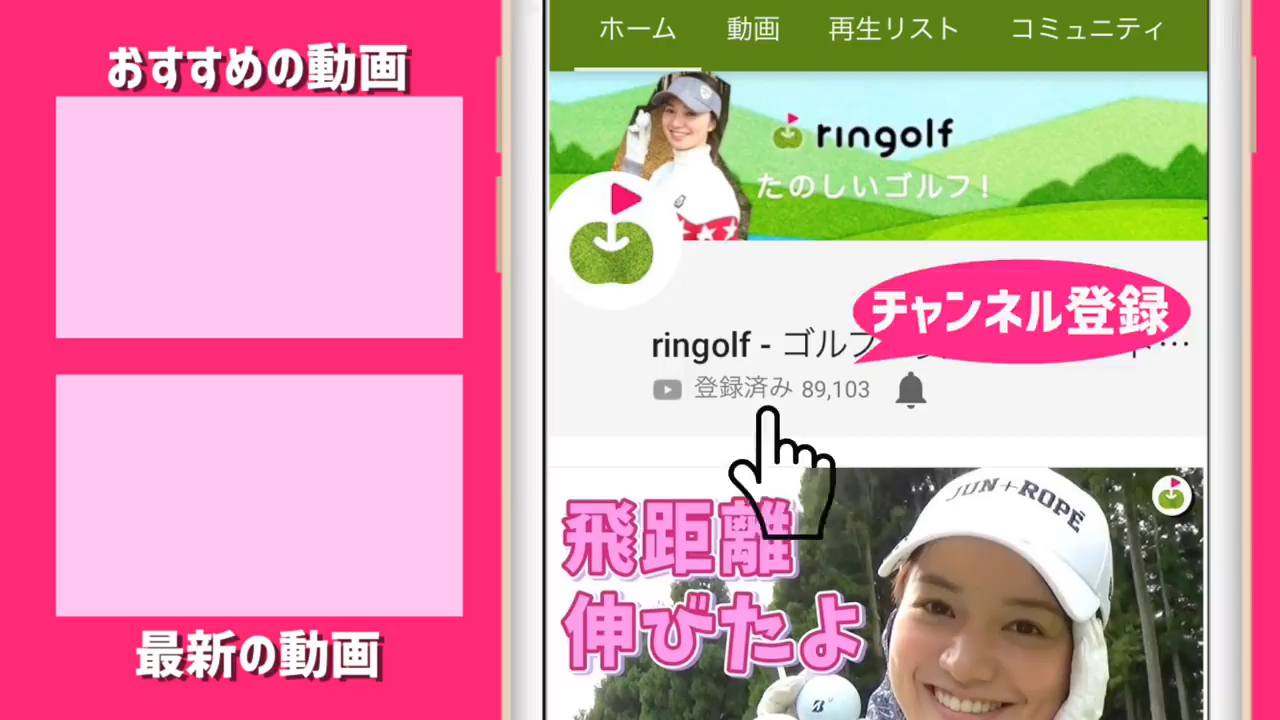 おすすめの動画
最新の動画
ホーム 動画 再生リスト コミュニティ
ringolf
たのしいゴルフ!
チャンネル登録
ringolf - ゴルフ
登録済み 89,103
飛距離
伸びたよ
JUN+ROPÉ
B